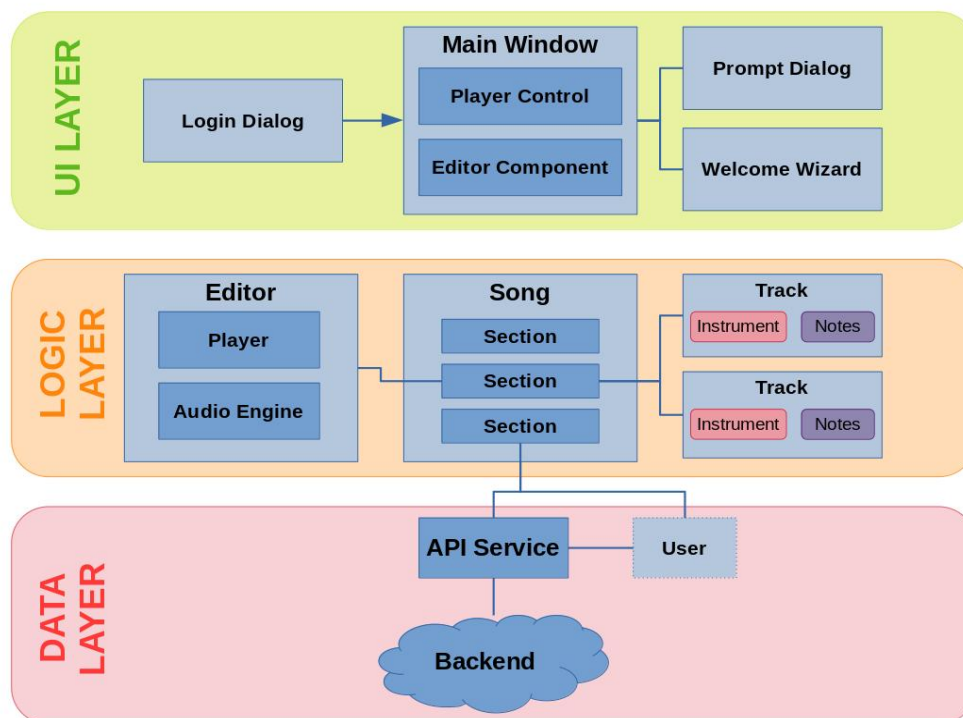 UI LAYER
Login Dialog
Main Window
Player Control
Editor Component
Prompt Dialog
Welcome Wizard
LOGIC
LAYER
Editor
Player
Audio Engine
Song
Section
Section
Section
Track
Instrument Notes
Track
Instrument Notes
DATA
LAYER
API Service
User
Backend